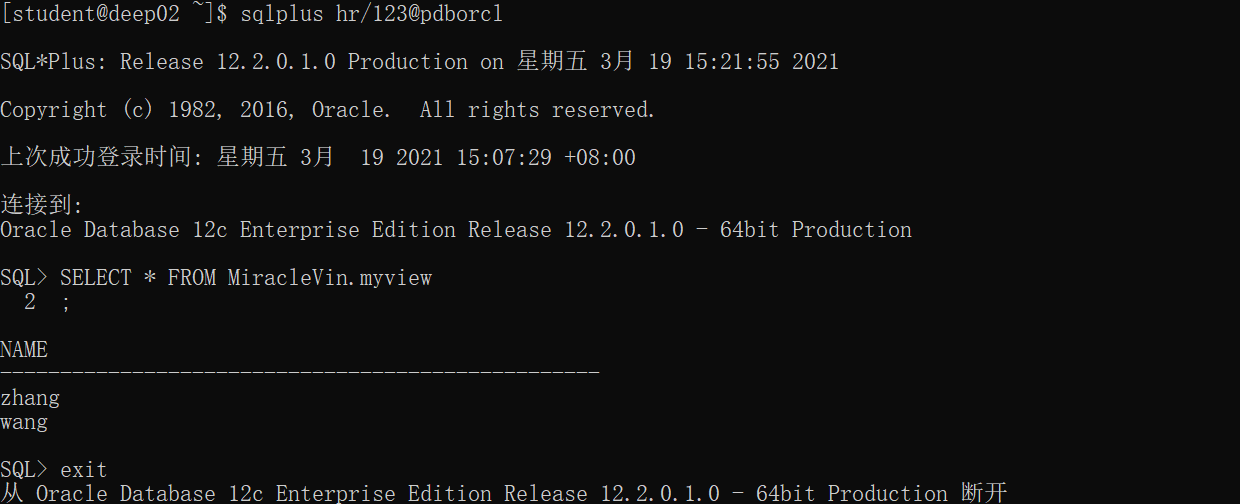 [student@deep02 ~]$ sqlplus hr/123@pdborcl
SQL*Plus: Release 12.2.0.1.0 Production on 星期五 3月 19 15:21:55 2021
Copyright (c) 1982, 2016, Oracle.  All rights reserved.
上次成功登录时间: 星期五 3月  19 2021 15:07:29 +08:00
连接到:
Oracle Database 12c Enterprise Edition Release 12.2.0.1.0 - 64bit Production
SQL> SELECT * FROM MiracleVin.myview
  2  ;
NAME
--------------------------------------------------
zhang
wang
SQL> exit
从 Oracle Database 12c Enterprise Edition Release 12.2.0.1.0 - 64bit Production 断开